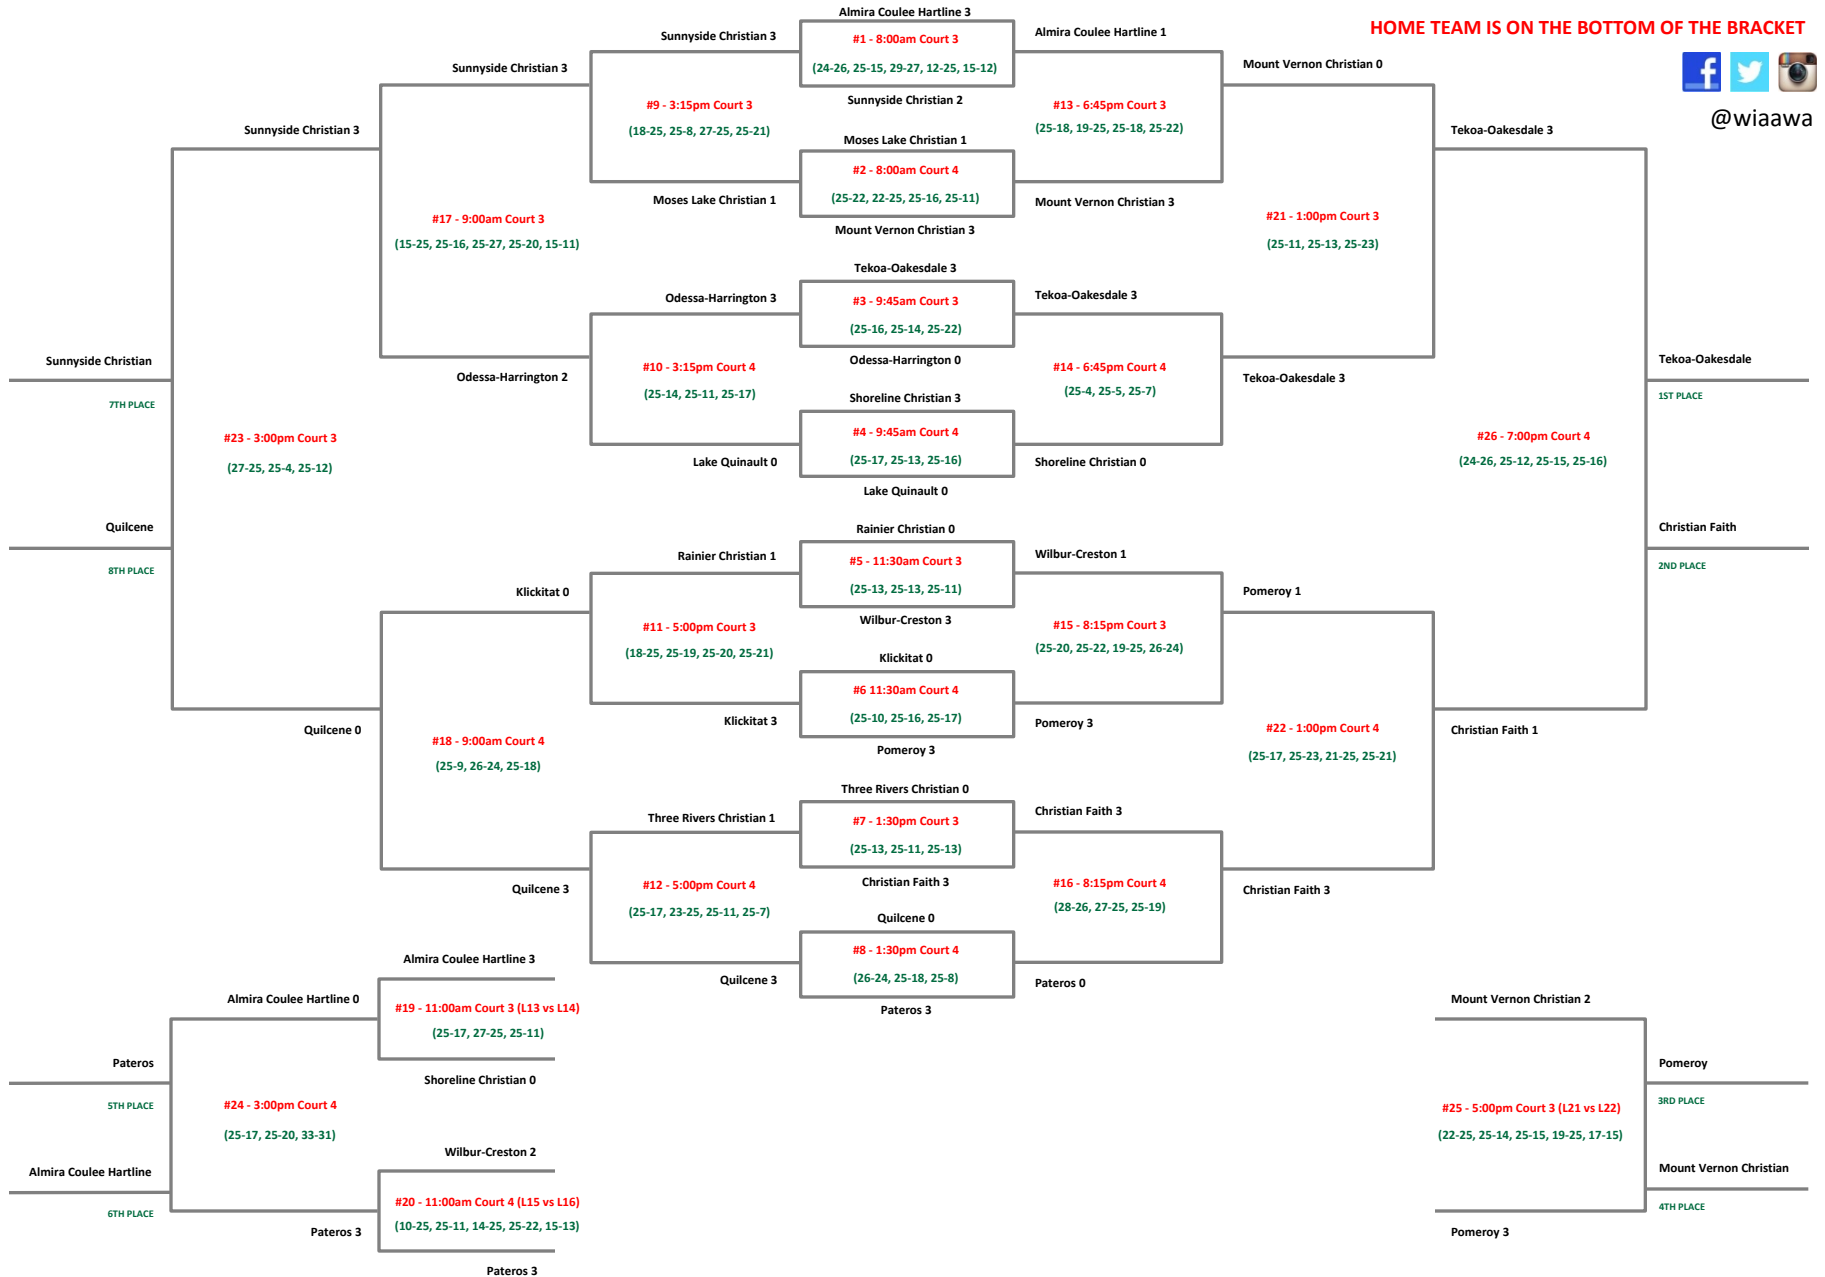 HOME TEAM IS ON THE BOTTOM OF THE BRACKET
@wiaawa
Almira Coulee Hartline 3
#1 - 8:00am Court 3
(24-26, 25-15, 29-27, 12-25, 15-12)
Sunnyside Christian 2
Moses Lake Christian 1
#2 - 8:00am Court 4
(25-22, 22-25, 25-16, 25-11)
Mount Vernon Christian 3
Tekoa-Oakesdale 3
#3 - 9:45am Court 3
(25-16, 25-14, 25-22)
Odessa-Harrington 0
Shoreline Christian 3
#4 - 9:45am Court 4
(25-17, 25-13, 25-16)
Lake Quinault 0
Rainier Christian 0
#5 - 11:30am Court 3
(25-13, 25-13, 25-11)
Wilbur-Creston 3
Klickitat 0
#6 11:30am Court 4
(25-10, 25-16, 25-17)
Pomeroy 3
Three Rivers Christian 0
#7 - 1:30pm Court 3
(25-13, 25-11, 25-13)
Christian Faith 3
Quilcene 0
#8 - 1:30pm Court 4
(26-24, 25-18, 25-8)
Pateros 3
Sunnyside Christian 3
#9 - 3:15pm Court 3
(18-25, 25-8, 27-25, 25-21)
Moses Lake Christian 1
Odessa-Harrington 3
#10 - 3:15pm Court 4
(25-14, 25-11, 25-17)
Lake Quinault 0
Rainier Christian 1
#11 - 5:00pm Court 3
(18-25, 25-19, 25-20, 25-21)
Klickitat 3
Three Rivers Christian 1
#12 - 5:00pm Court 4
(25-17, 23-25, 25-11, 25-7)
Quilcene 3
Almira Coulee Hartline 1
#13 - 6:45pm Court 3
(25-18, 19-25, 25-18, 25-22)
Mount Vernon Christian 3
Tekoa-Oakesdale 3
#14 - 6:45pm Court 4
(25-4, 25-5, 25-7)
Shoreline Christian 0
Wilbur-Creston 1
#15 - 8:15pm Court 3
(25-20, 25-22, 19-25, 26-24)
Pomeroy 3
Christian Faith 3
#16 - 8:15pm Court 4
(28-26, 27-25, 25-19)
Pateros 0
Sunnyside Christian 3
#17 - 9:00am Court 3
(15-25, 25-16, 25-27, 25-20, 15-11)
Odessa-Harrington 2
Klickitat 0
#18 - 9:00am Court 4
(25-9, 26-24, 25-18)
Quilcene 3
Almira Coulee Hartline 3
#19 - 11:00am Court 3 (L13 vs L14)
(25-17, 27-25, 25-11)
Shoreline Christian 0
Wilbur-Creston 2
#20 - 11:00am Court 4 (L15 vs L16)
(10-25, 25-11, 14-25, 25-22, 15-13)
Pateros 3
Mount Vernon Christian 0
#21 - 1:00pm Court 3
(25-11, 25-13, 25-23)
Tekoa-Oakesdale 3
Pomeroy 1
#22 - 1:00pm Court 4
(25-17, 25-23, 21-25, 25-21)
Christian Faith 3
Sunnyside Christian 3
#23 - 3:00pm Court 3
(27-25, 25-4, 25-12)
Quilcene 0
Sunnyside Christian
7TH PLACE
Quilcene
8TH PLACE
Almira Coulee Hartline 0
#24 - 3:00pm Court 4
(25-17, 25-20, 33-31)
Pateros 3
Pateros
5TH PLACE
Almira Coulee Hartline
6TH PLACE
Mount Vernon Christian 2
#25 - 5:00pm Court 3 (L21 vs L22)
(22-25, 25-14, 25-15, 19-25, 17-15)
Pomeroy 3
Pomeroy
3RD PLACE
Mount Vernon Christian
4TH PLACE
Tekoa-Oakesdale 3
#26 - 7:00pm Court 4
(24-26, 25-12, 25-15, 25-16)
Christian Faith 1
Tekoa-Oakesdale
1ST PLACE
Christian Faith
2ND PLACE